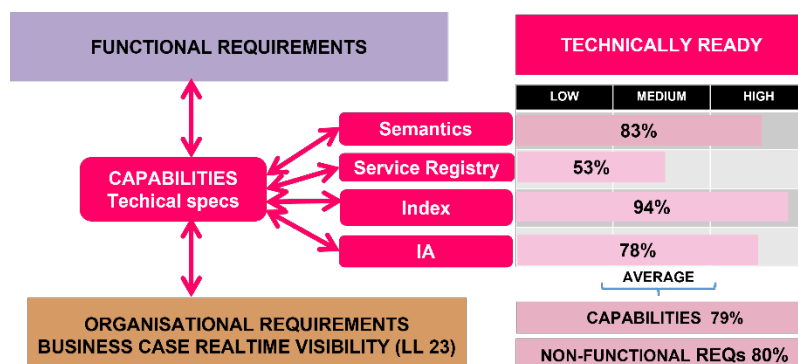 FUNCTIONAL REQUIREMENTS
TECHNICALLY READY
LOW MEDIUM HIGH
Semantics 83%
Service Registry 53%
CAPABILITIES
Techical specs
Index 94%
IA 78%
AVERAGE
CAPABILITIES 79%
ORGANISATIONAL REQUIREMENTS
BUSINESS CASE REALTIME VISIBILITY (LL 23)
NON-FUNCTIONAL REQs 80%